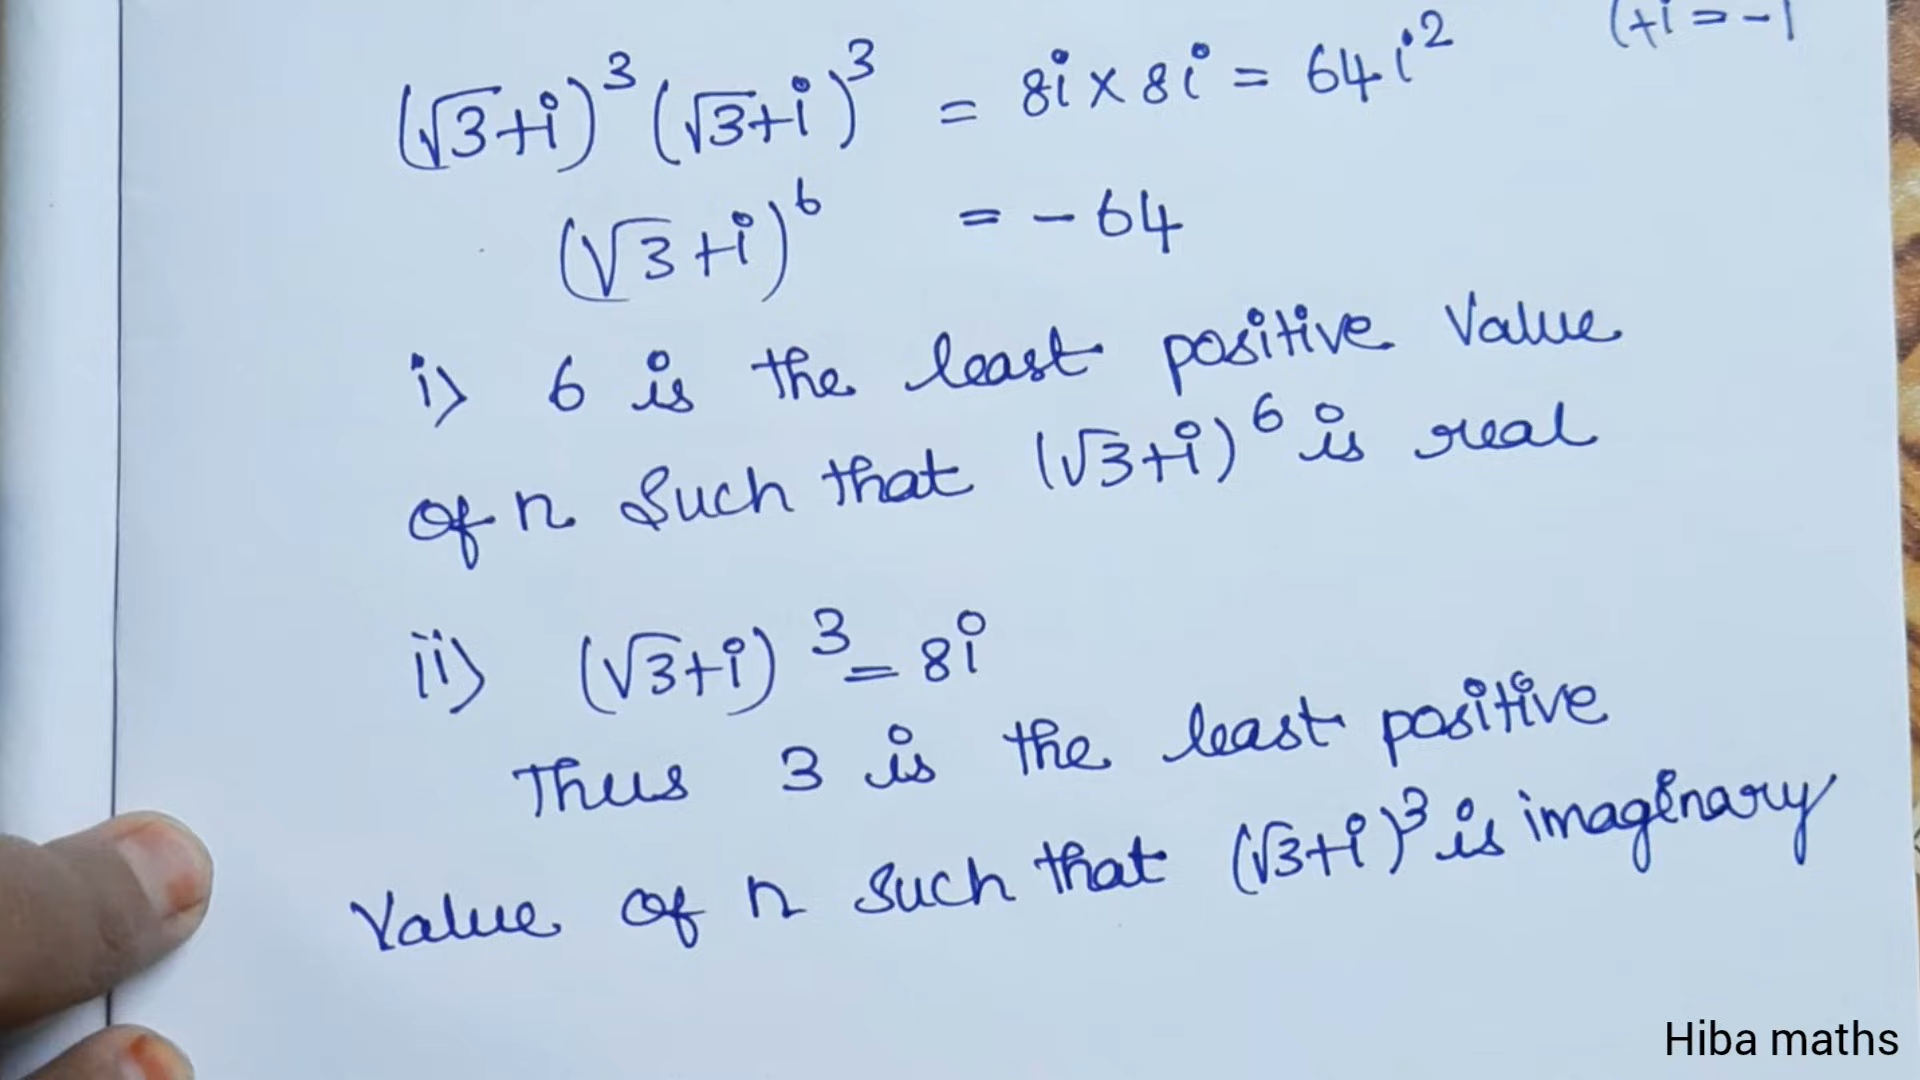 (+i = -1
(√3+i)³ (√3+i)³ = 8i × 8i = 64i²
(√3+i)⁶ = -64
i) 6 is the least positive Value
of n Such that (√3+i)⁶ is real
ii) (√3+i)³ = 8i
Thus 3 is the least positive
Value of n such that (√3+i)³ is imaginary
Hiba maths